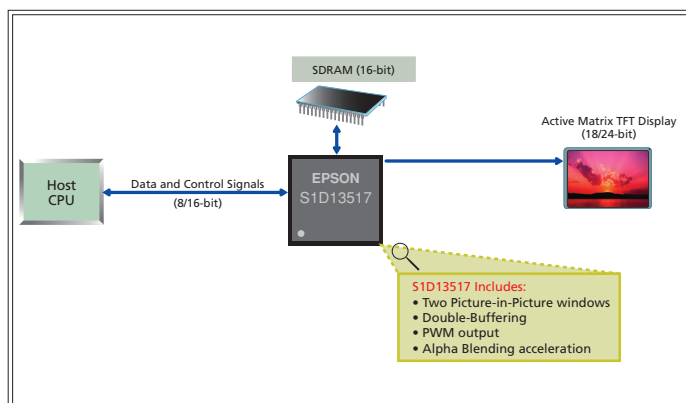 SDRAM (16-bit)
Active Matrix TFT Display
(18/24-bit)
Host
CPU
Data and Control Signals
(8/16-bit)
EPSON
S1D13517
S1D13517 Includes:
• Two Picture-in-Picture windows
• Double-Buffering
• PWM output
• Alpha Blending acceleration